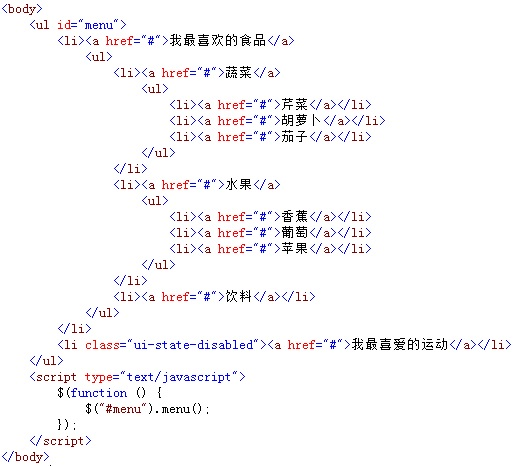 <body>
    <ul id="menu">
        <li><a href="#">我最喜欢的食品</a>
            <ul>
                <li><a href="#">蔬菜</a>
                    <ul>
                        <li><a href="#">芹菜</a></li>
                        <li><a href="#">胡萝卜</a></li>
                        <li><a href="#">茄子</a></li>
                    </ul>
                </li>
                <li><a href="#">水果</a>
                    <ul>
                        <li><a href="#">香蕉</a></li>
                        <li><a href="#">葡萄</a></li>
                        <li><a href="#">苹果</a></li>
                    </ul>
                </li>
                <li><a href="#">饮料</a></li>
            </ul>
        </li>
        <li class="ui-state-disabled"><a href="#">我最喜爱的运动</a></li>
    </ul>
    <script type="text/javascript">
        $(function () {
            $("#menu").menu();
        });
    </script>
</body>